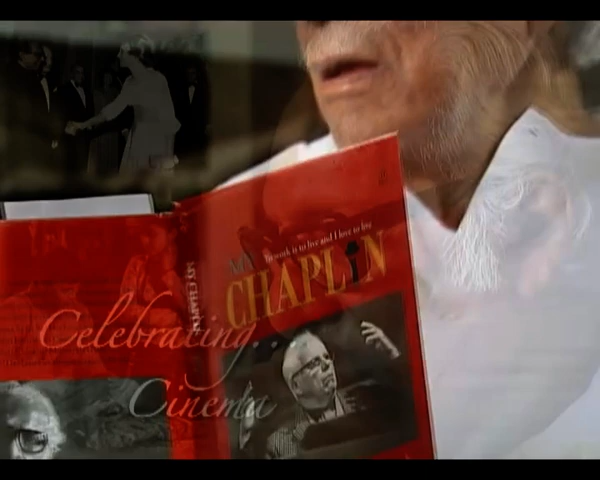 To work is to live and I love to live
MY
CHAPLIN
MY CHAPLIN
Celebrating...
Cinema